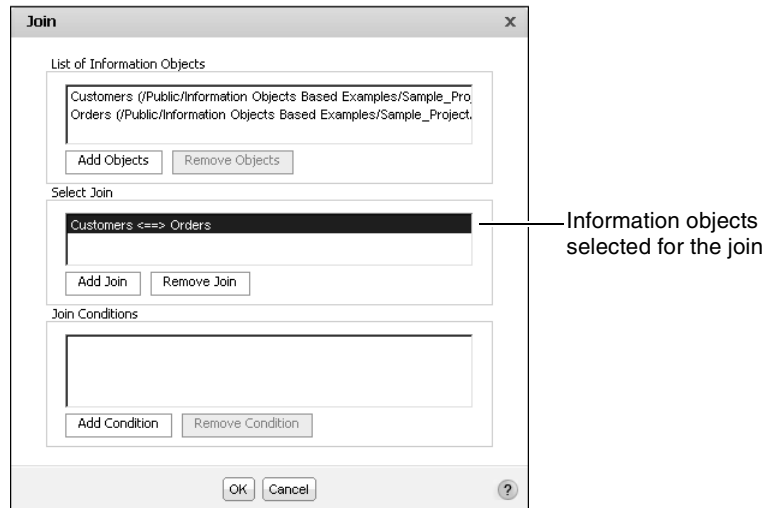 Join x
List of Information Objects
Customers (/Public/Information Objects Based Examples/Sample_Proj
Orders (/Public/Information Objects Based Examples/Sample_Project.
Add Objects Remove Objects
Select Join
Customers <==> Orders
Information objects
selected for the join
Add Join Remove Join
Join Conditions
Add Condition Remove Condition
OK Cancel ?